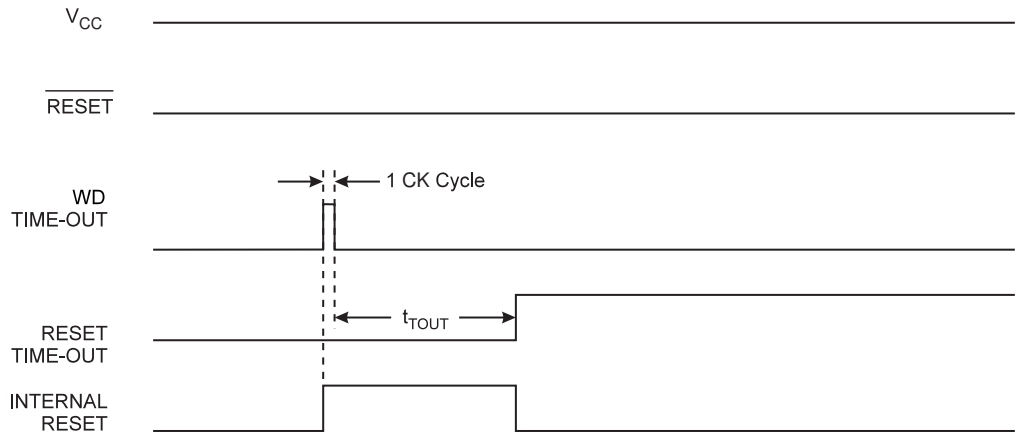 VCC
RESET
1 CK Cycle
WD
TIME-OUT
tTOUT
RESET
TIME-OUT
INTERNAL
RESET